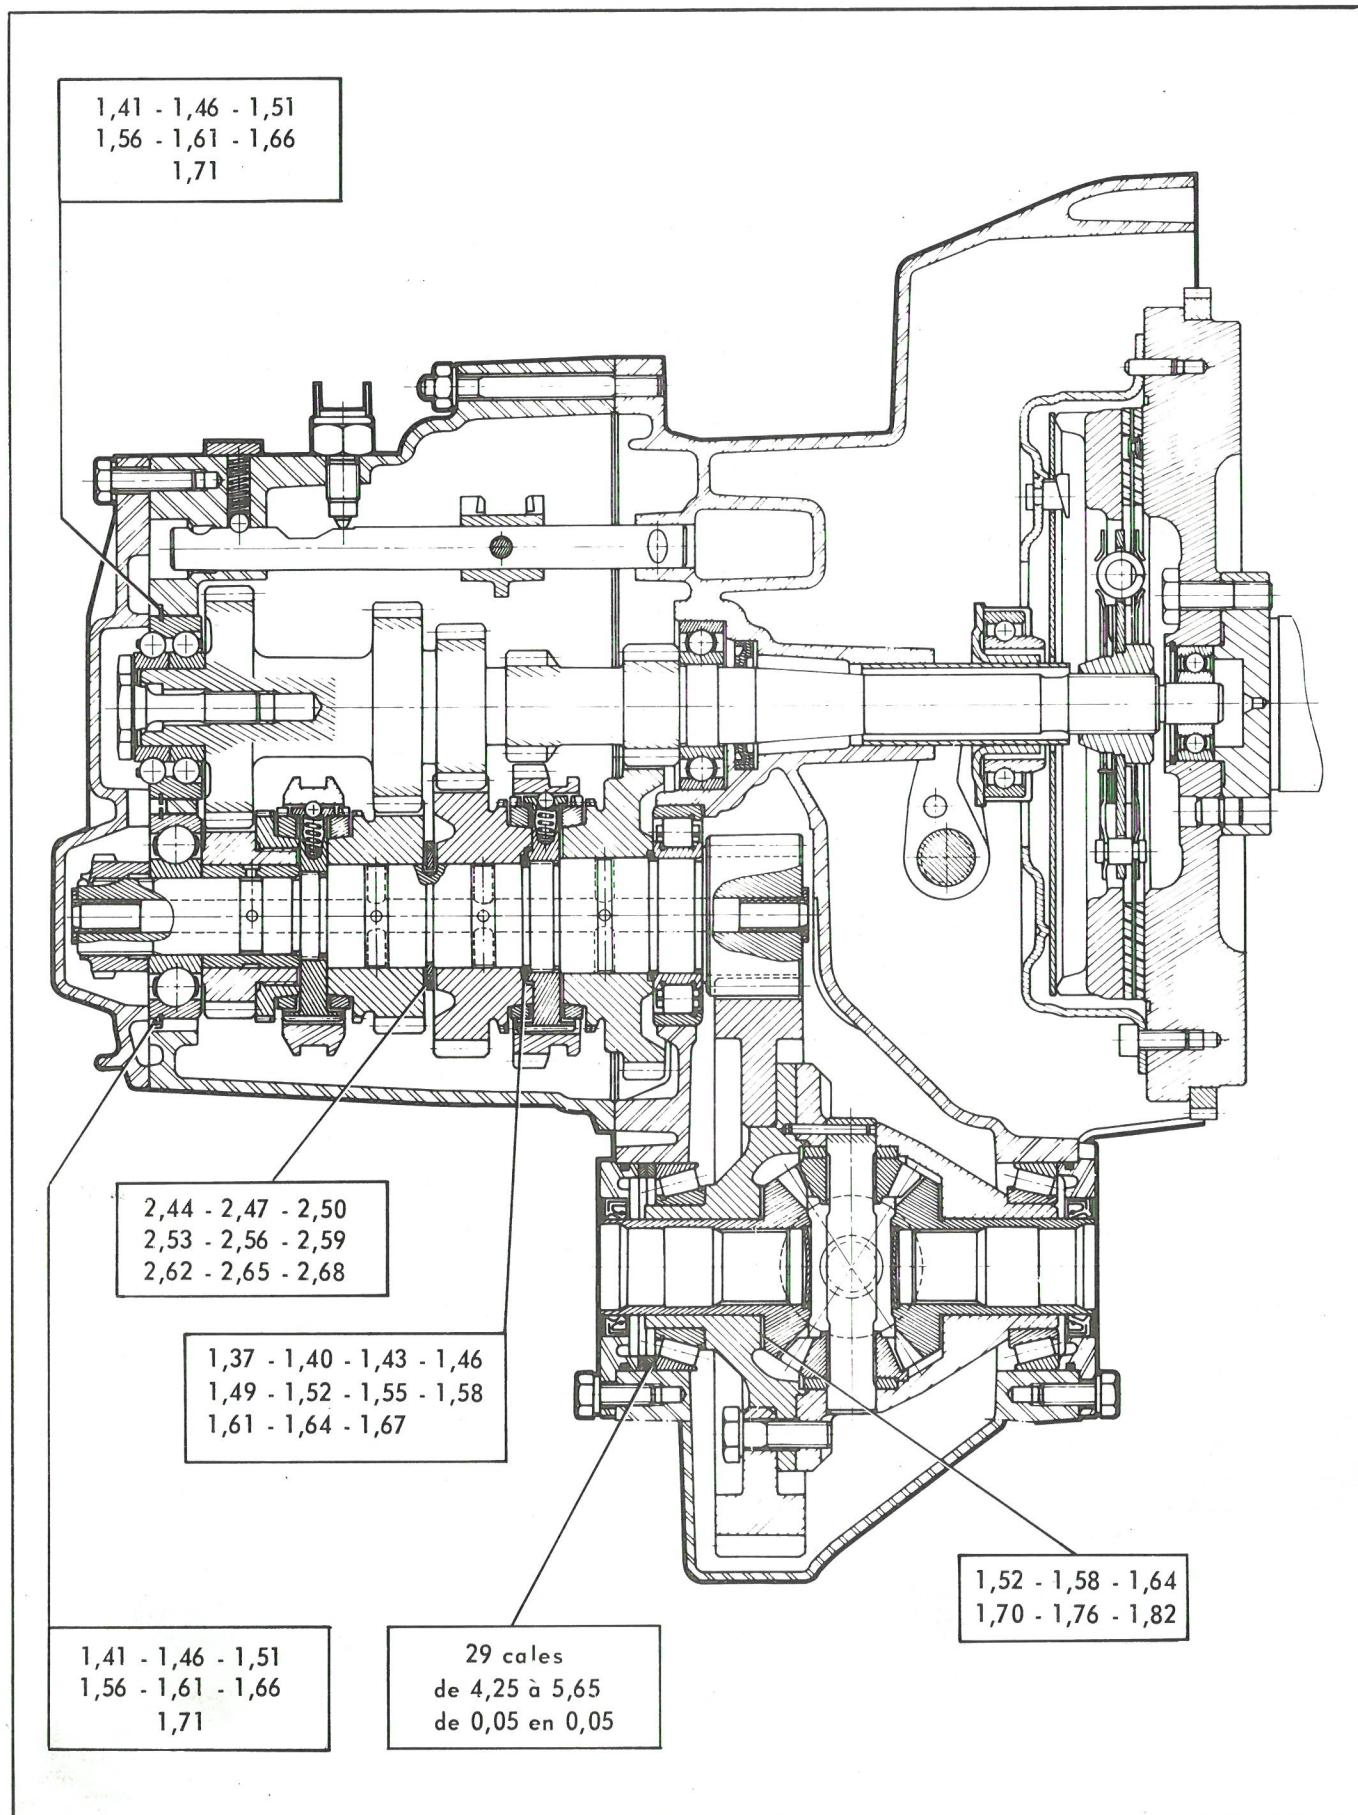 1,41 - 1,46 - 1,51
1,56 - 1,61 - 1,66
1,71
2,44 - 2,47 - 2,50
2,53 - 2,56 - 2,59
2,62 - 2,65 - 2,68
1,37 - 1,40 - 1,43 - 1,46
1,49 - 1,52 - 1,55 - 1,58
1,61 - 1,64 - 1,67
1,52 - 1,58 - 1,64
1,70 - 1,76 - 1,82
1,41 - 1,46 - 1,51
1,56 - 1,61 - 1,66
1,71
29 cales
de 4,25 à 5,65
de 0,05 en 0,05